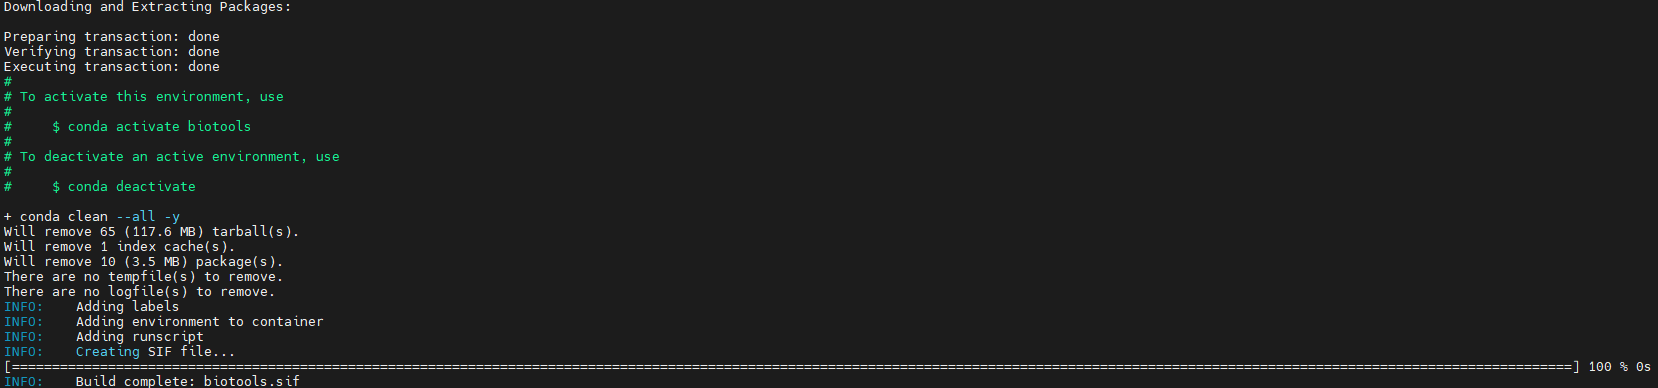 Downloading and Extracting Packages:
Preparing transaction: done
Verifying transaction: done
Executing transaction: done
#
# To activate this environment, use
#
#     $ conda activate biotools
#
# To deactivate an active environment, use
#
#     $ conda deactivate
+ conda clean --all -y
Will remove 65 (117.6 MB) tarball(s).
Will remove 1 index cache(s).
Will remove 10 (3.5 MB) package(s).
There are no tempfile(s) to remove.
There are no logfile(s) to remove.
INFO:    Adding labels
INFO:    Adding environment to container
INFO:    Adding runscript
INFO:    Creating SIF file...
[===================================================================================================================================================================================================] 100 % 0s
INFO:    Build complete: biotools.sif